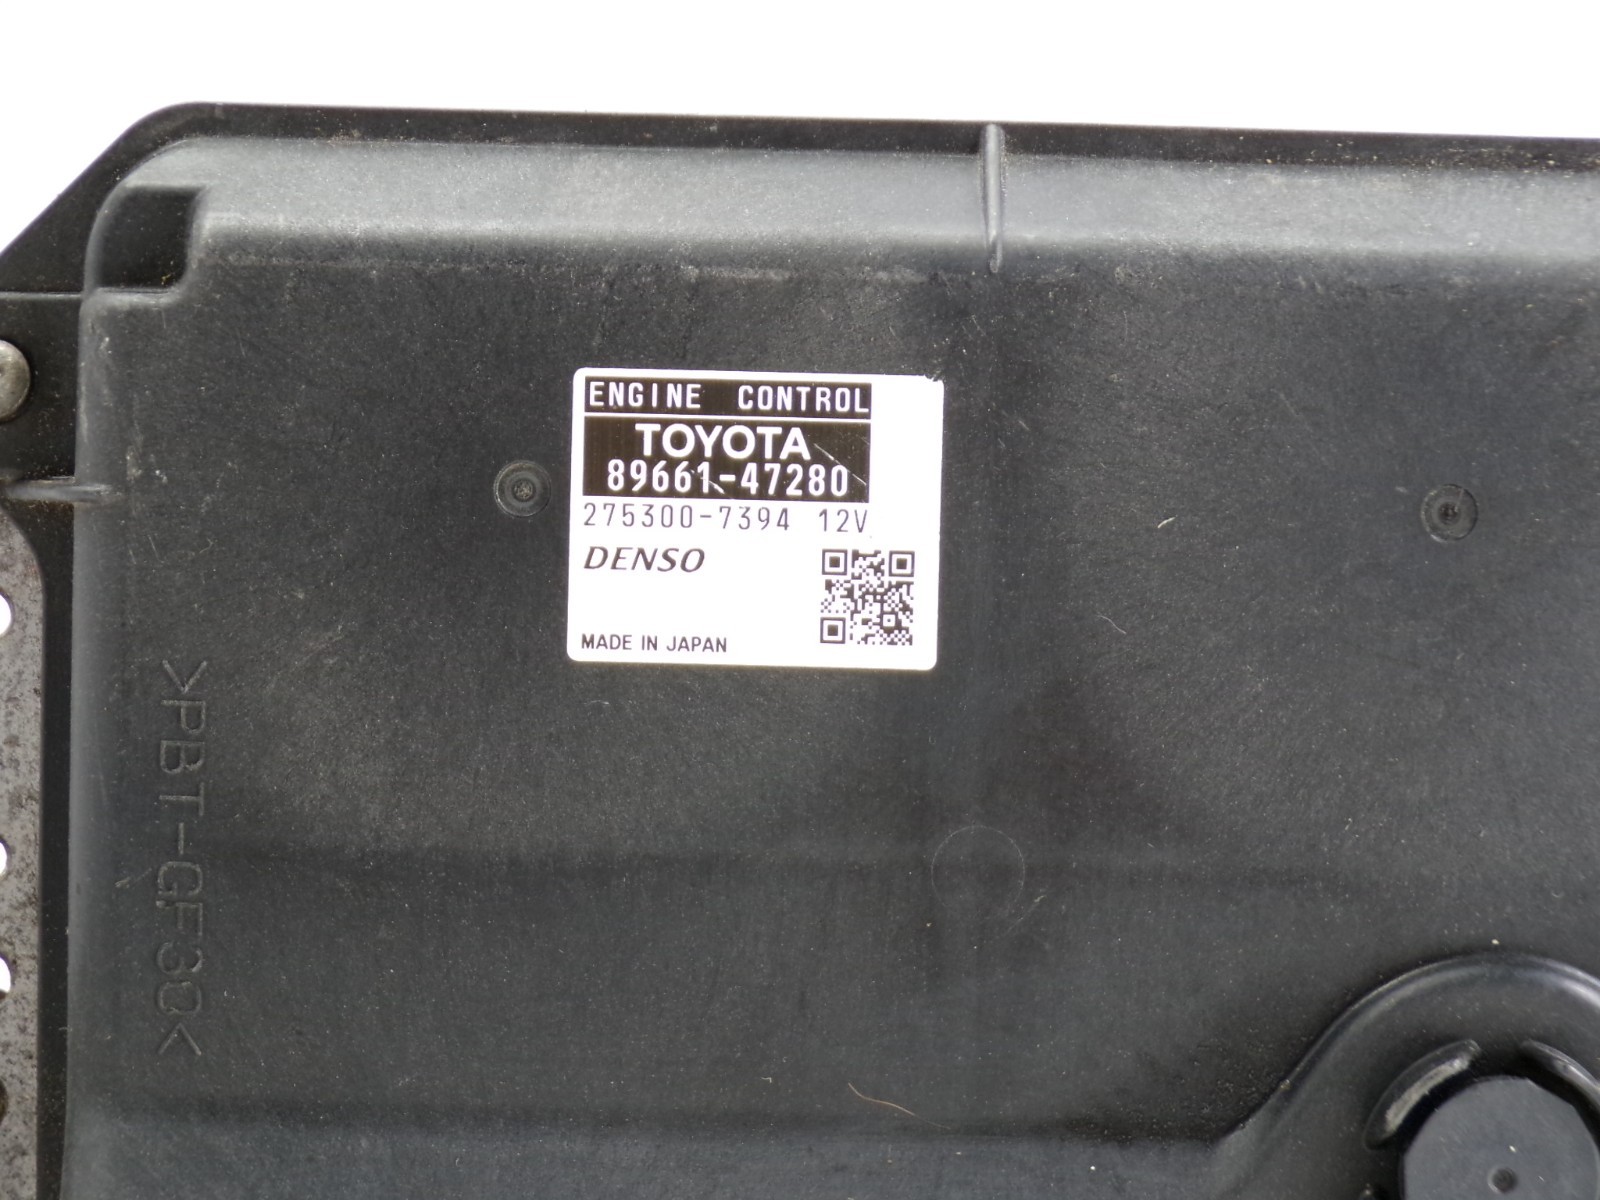 ENGINE CONTROL
TOYOTA
89661-47280
275300-7394 12V
DENSO
MADE IN JAPAN
>PBT-GF30<